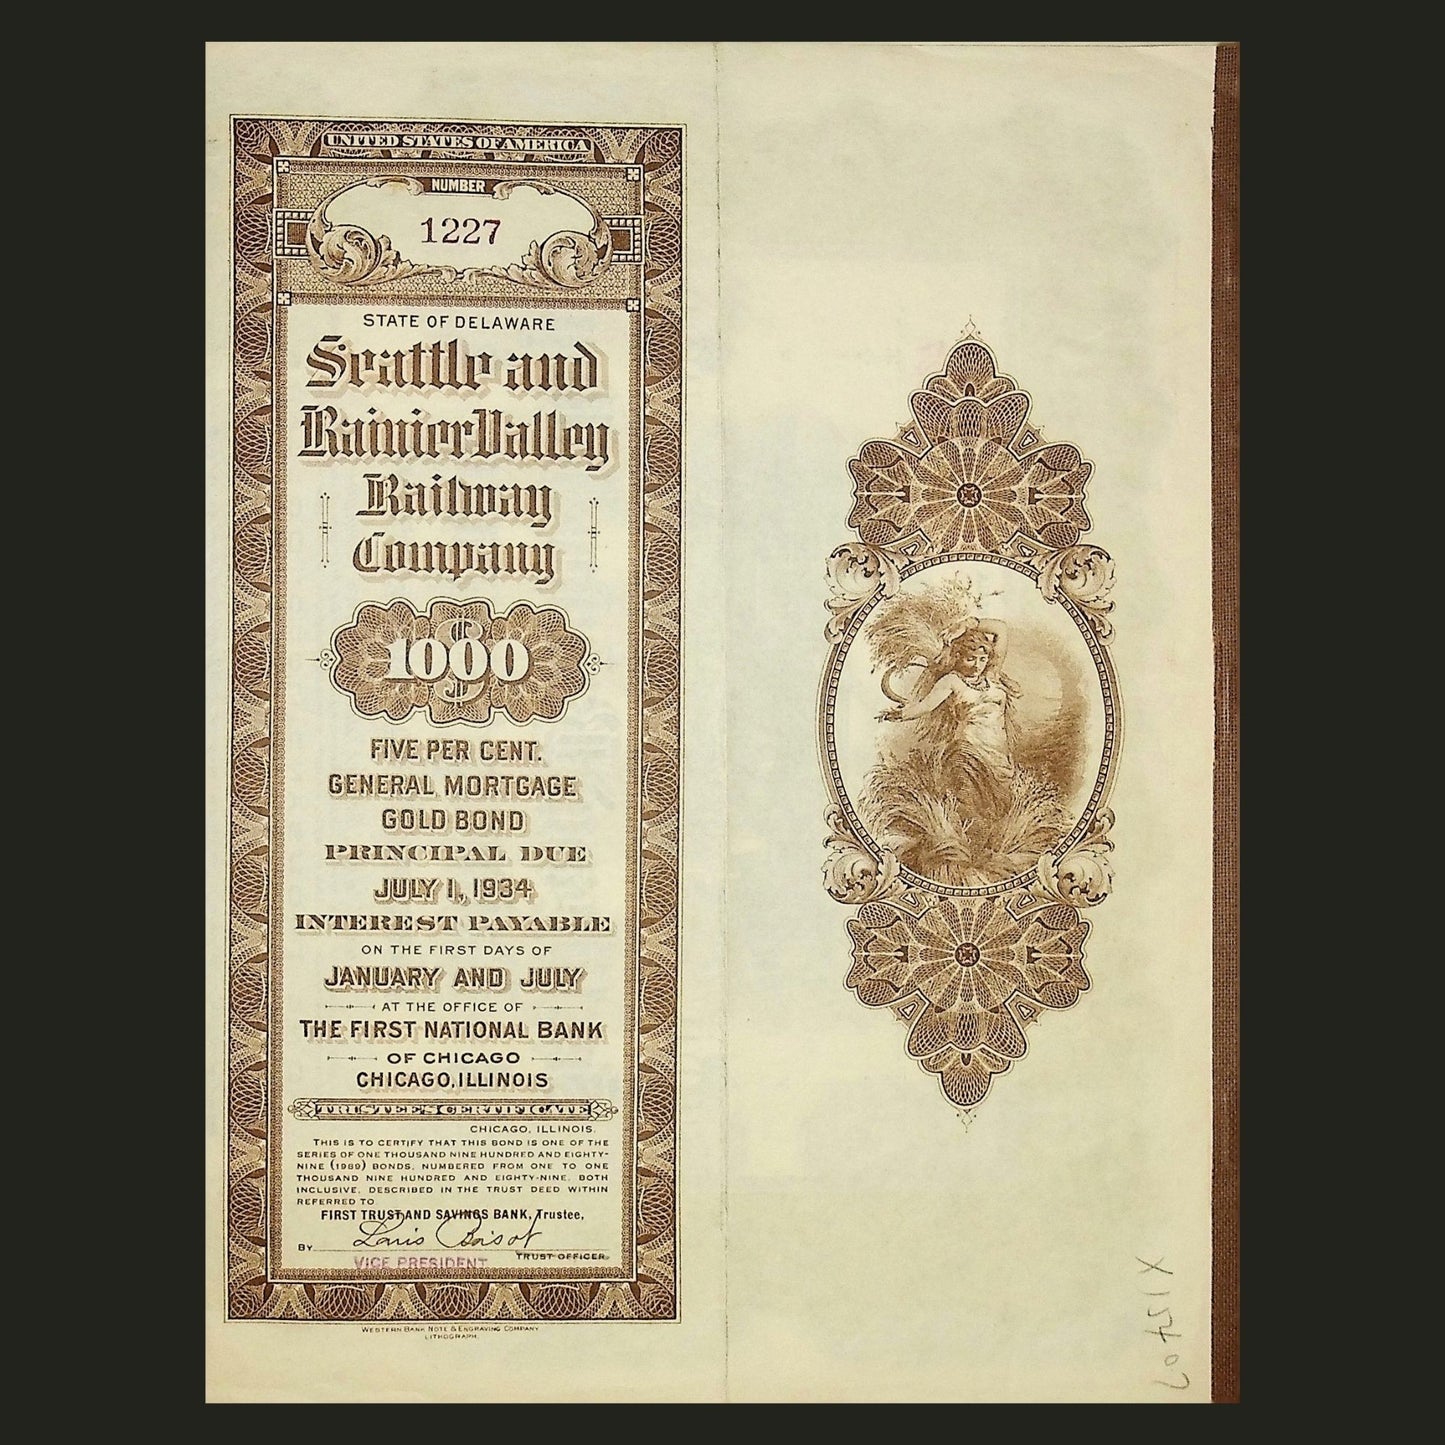 UNITED STATES OF AMERICA
NUMBER
1227
STATE OF DELAWARE
Seattle and
Rainier Valley
Railway
Company
$1000
FIVE PER CENT.
GENERAL MORTGAGE
GOLD BOND
PRINCIPAL DUE
JULY 1, 1934
INTEREST PAYABLE
ON THE FIRST DAYS OF
JANUARY AND JULY
AT THE OFFICE OF
THE FIRST NATIONAL BANK
OF CHICAGO
CHICAGO, ILLINOIS
TRUSTEE'S CERTIFICATE
CHICAGO, ILLINOIS.
THIS IS TO CERTIFY THAT THIS BOND IS ONE OF THE
SERIES OF ONE THOUSAND NINE HUNDRED AND EIGHTY-
NINE (1989) BONDS, NUMBERED FROM ONE TO ONE
THOUSAND NINE HUNDRED AND EIGHTY-NINE, BOTH
INCLUSIVE, DESCRIBED IN THE TRUST DEED WITHIN
REFERRED TO
FIRST TRUST AND SAVINGS BANK, Trustee,
Louis Boisot
BY
TRUST OFFICER.
VICE PRESIDENT
WESTERN BANK NOTE & ENGRAVING COMPANY
LITHOGRAPH.